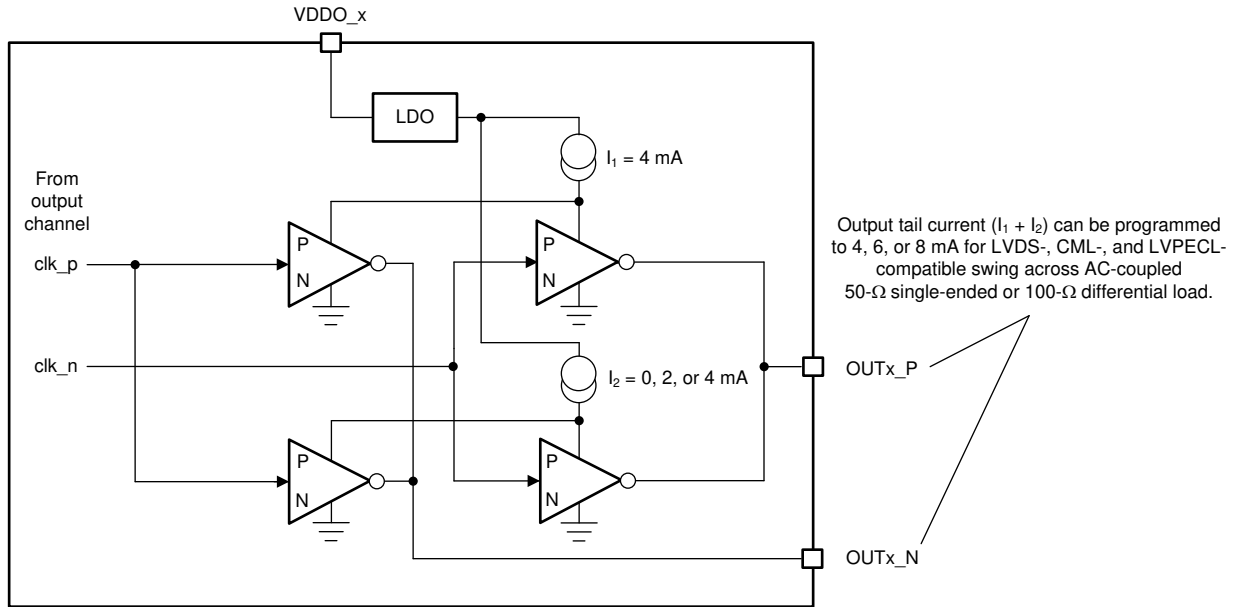 VDDO_x
LDO
I₁ = 4 mA
From
output
channel
P
N
P
N
clk_p
Output tail current (I₁ + I₂) can be programmed
to 4, 6, or 8 mA for LVDS-, CML-, and LVPECL-
compatible swing across AC-coupled
50-Ω single-ended or 100-Ω differential load.
clk_n
I₂ = 0, 2, or 4 mA
OUTx_P
P
N
P
N
OUTx_N